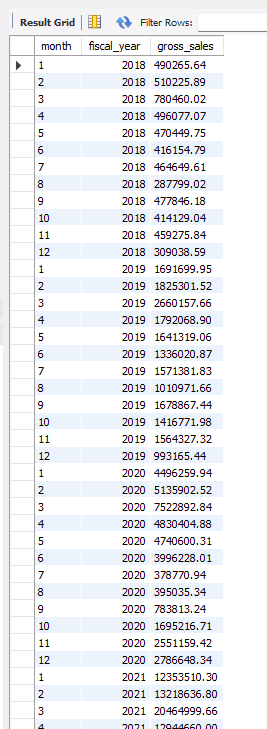 Result Grid Filter Rows:
month fiscal_year gross_sales
1 2018 490265.64
2 2018 510225.89
3 2018 780460.02
4 2018 496077.07
5 2018 470449.75
6 2018 416154.79
7 2018 464649.61
8 2018 287799.02
9 2018 477846.18
10 2018 414129.04
11 2018 459275.84
12 2018 309038.59
1 2019 1691699.95
2 2019 1825301.52
3 2019 2660157.66
4 2019 1792068.90
5 2019 1641319.06
6 2019 1336020.87
7 2019 1571381.83
8 2019 1010971.66
9 2019 1678867.44
10 2019 1416771.98
11 2019 1564327.32
12 2019 993165.44
1 2020 4496259.94
2 2020 5135902.52
3 2020 7522892.84
4 2020 4830404.88
5 2020 4740600.31
6 2020 3996228.01
7 2020 378770.94
8 2020 395035.34
9 2020 783813.24
10 2020 1695216.71
11 2020 2551159.42
12 2020 2786648.34
1 2021 12353510.30
2 2021 13218636.80
3 2021 20464999.66
4 2021 12944660.00